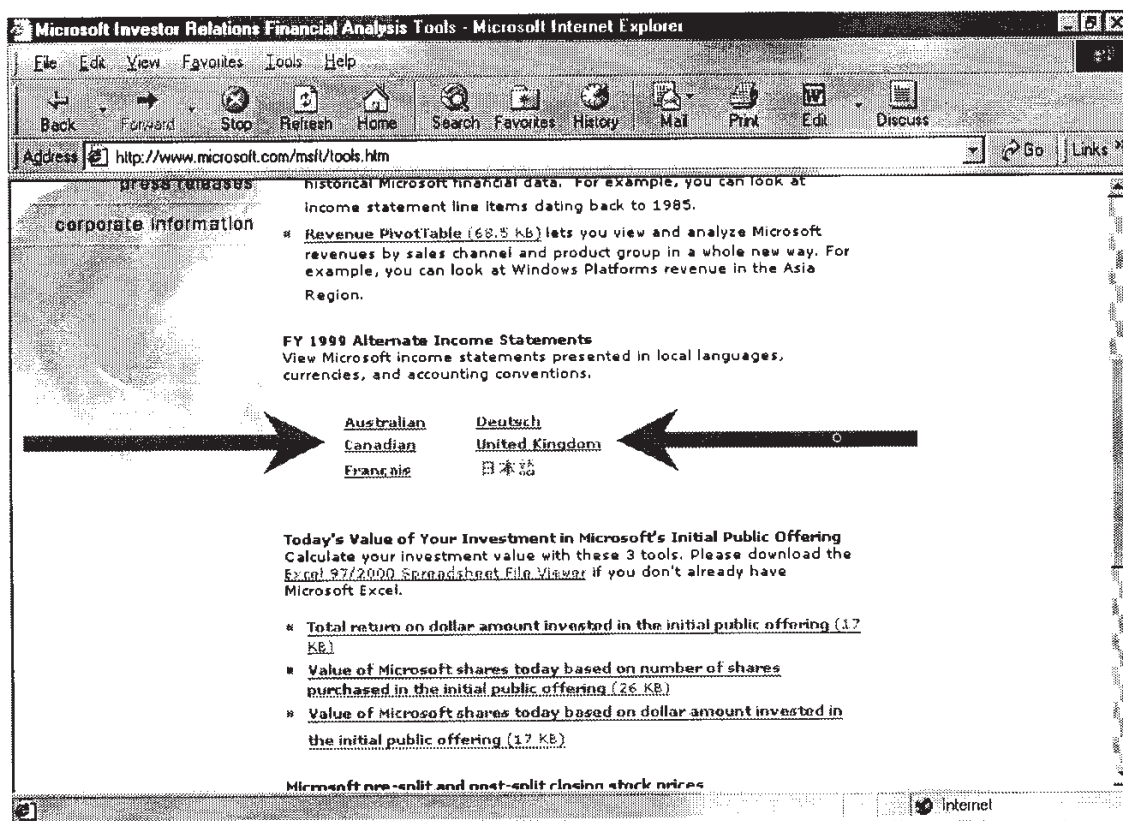 Microsoft Investor Relations Financial Analysis Tools - Microsoft Internet Explorer
File Edit View Favorites Tools Help
Back Forward Stop Refresh Home Search Favorites History Mail Print Edit Discuss
Address http://www.microsoft.com/msft/tools.htm Go Links »
press releases
corporate information
historical Microsoft financial data. For example, you can look at
income statement line items dating back to 1985.
Revenue PivotTable (68.5 KB) lets you view and analyze Microsoft
revenues by sales channel and product group in a whole new way. For
example, you can look at Windows Platforms revenue in the Asia
Region.
FY 1999 Alternate Income Statements
View Microsoft income statements presented in local languages,
currencies, and accounting conventions.
Australian Deutsch
Canadian United Kingdom
Français 日本語
Today's Value of Your Investment in Microsoft's Initial Public Offering
Calculate your investment value with these 3 tools. Please download the
Excel 97/2000 Spreadsheet File Viewer if you don't already have
Microsoft Excel.
Total return on dollar amount invested in the initial public offering (17
KB)
Value of Microsoft shares today based on number of shares
purchased in the initial public offering (26 KB)
Value of Microsoft shares today based on dollar amount invested in
the initial public offering (17 KB)
Microsoft pre-split and post-split closing stock prices
Internet